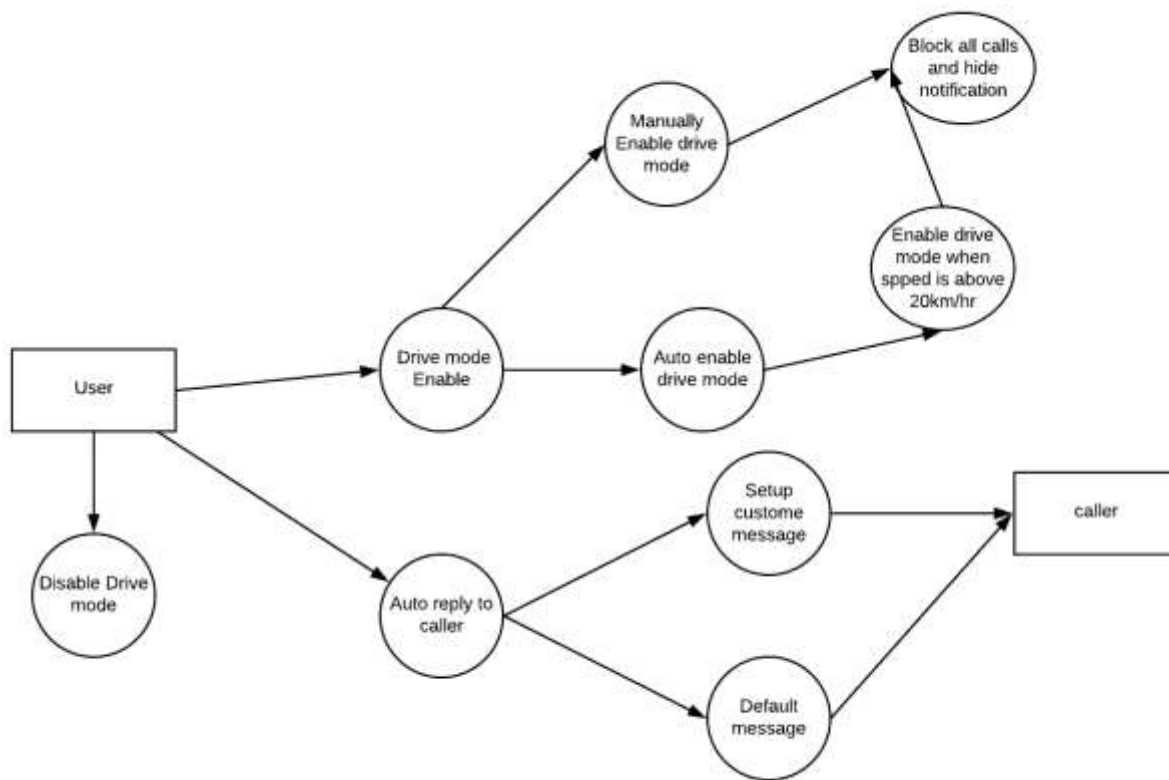 Block all calls
and hide
notification
Manually
Enable drive
mode
Enable drive
mode when
spped is above
20km/hr
Drive mode
Enable
Auto enable
drive mode
User
Setup
custome
message
caller
Disable Drive
mode
Auto reply to
caller
Default
message